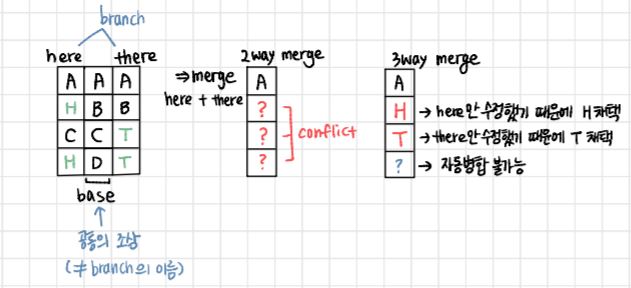 branch
here there
A A A
H B B
C C T
H D T
base
공동의 조상
(≠ branch의 이름)
⇒ merge
here + there
2way merge
A
?
?
?
conflict
3way merge
A
H → here만 수정했기 때문에 H 채택
T → there만 수정했기 때문에 T 채택
? → 자동병합 불가능